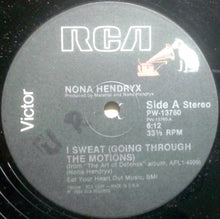 RCA
Victor
NONA HENDRYX
Produced by Material and Nona Hendryx
Side A Stereo
PW-13760
PW-13760-A
6:12
33⅓ RPM
I SWEAT (GOING THROUGH
THE MOTIONS)
(from "The Art of Defense" album, AFL1-4999)
(Nona Hendryx)
Eat Your Heart Out Music, BMI